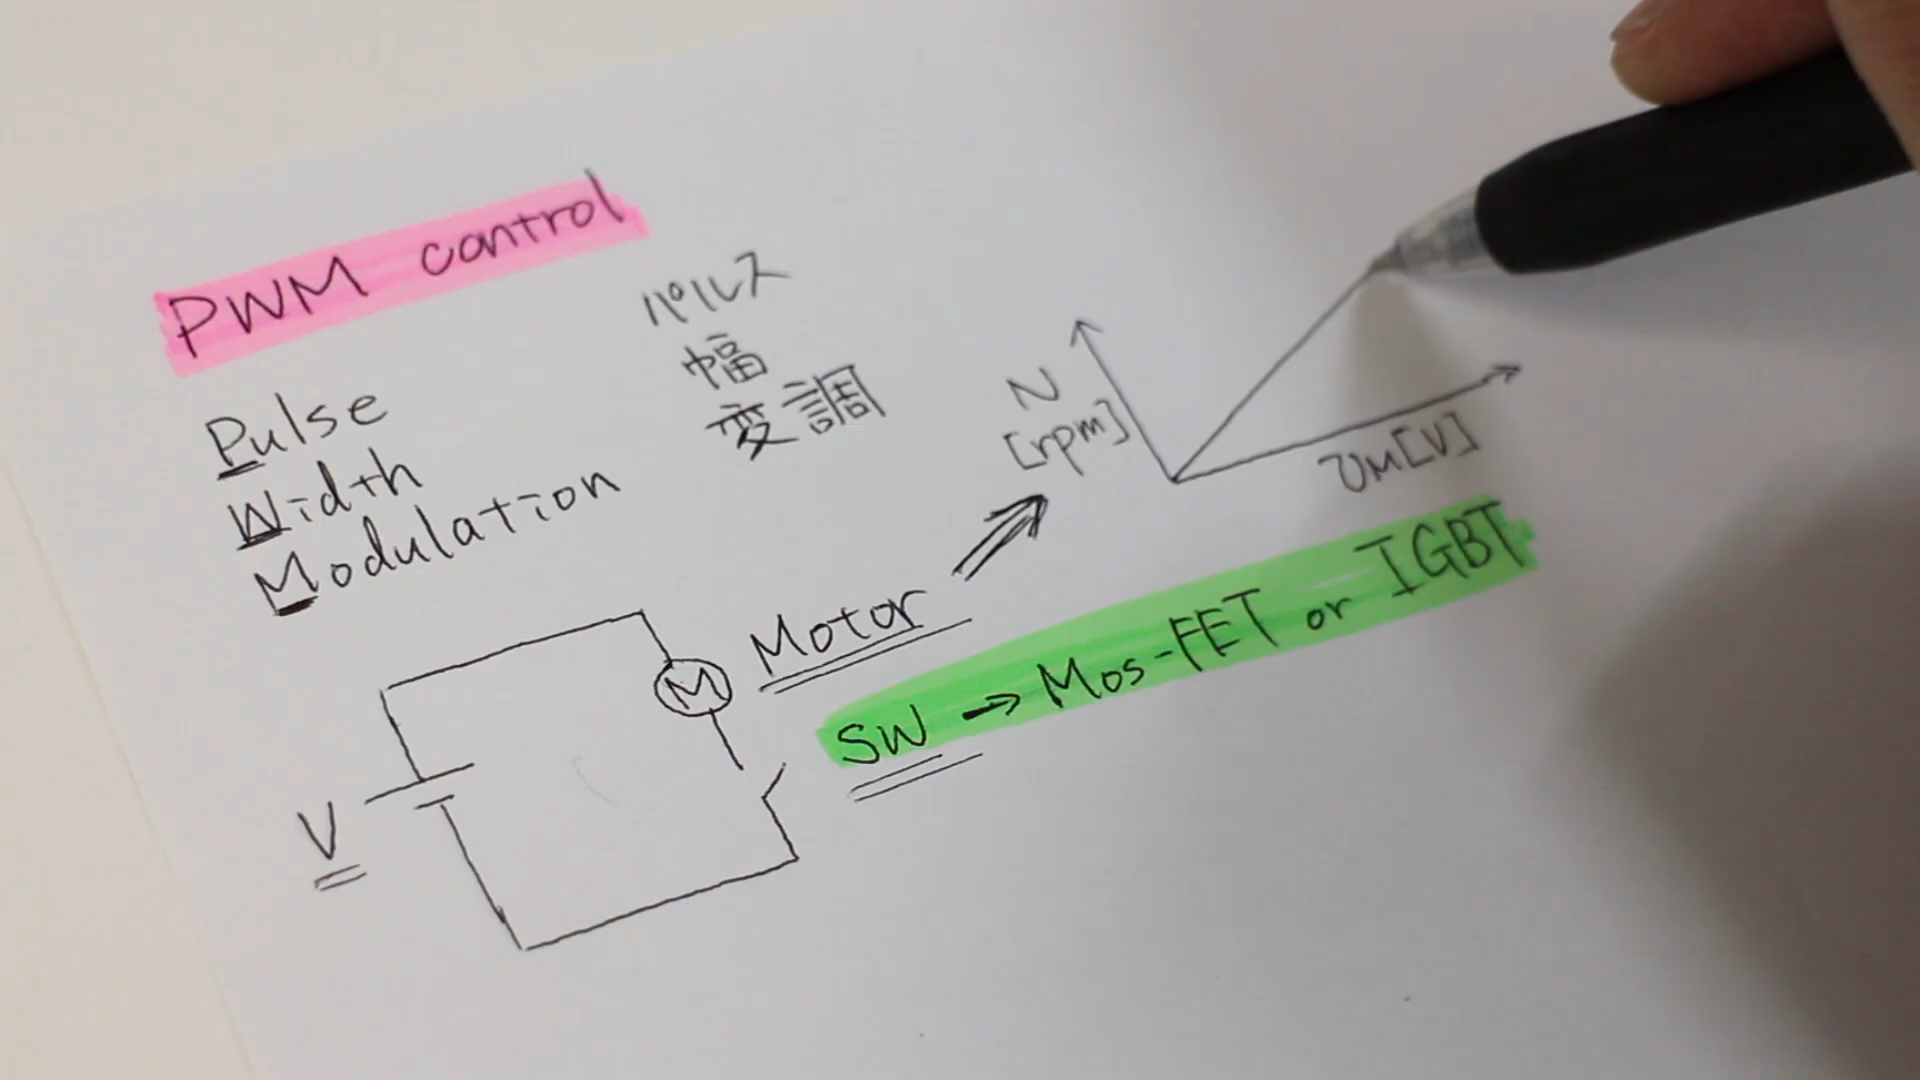 PWM control
Pulse
Width
Modulation
パルス
幅
変調
N
[rpm]
VM[V]
Motor
M
SW → Mos-FET or IGBT
V